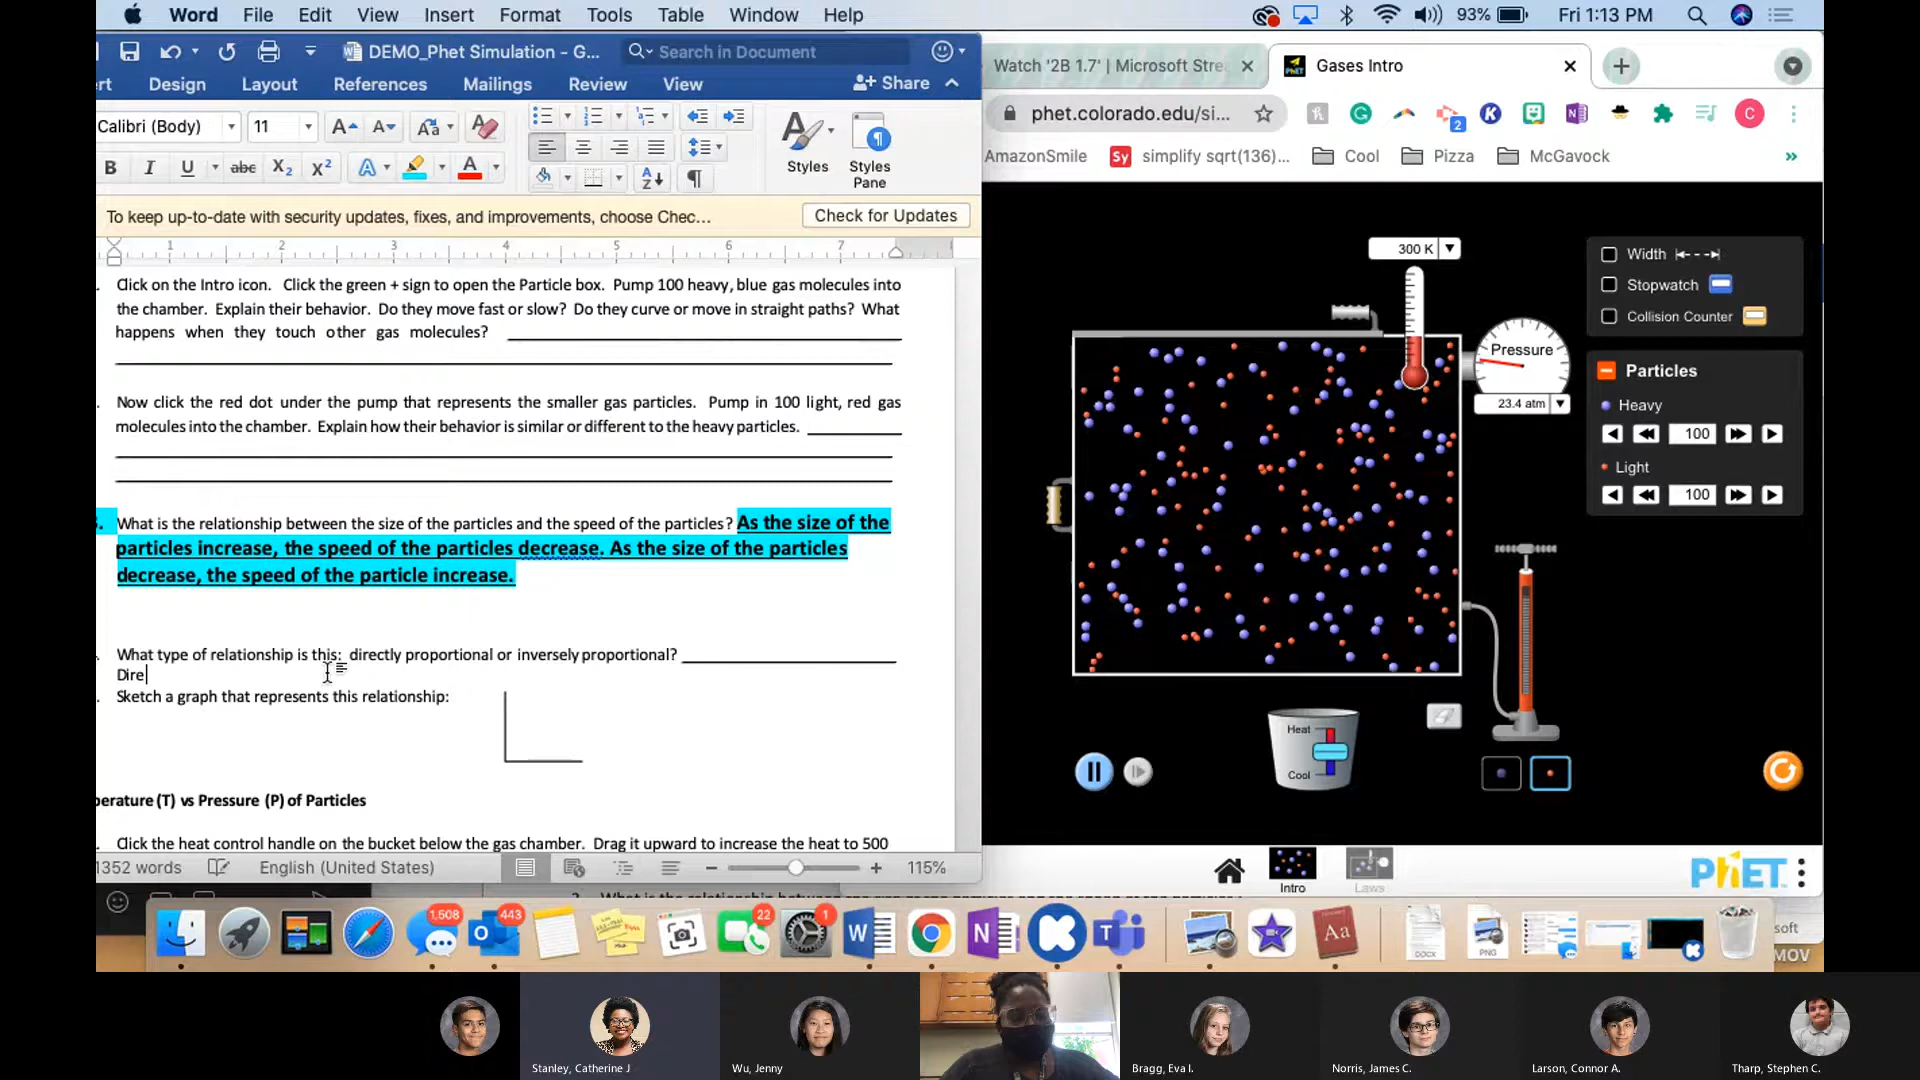 Word File Edit View Insert Format Tools Table Window Help
93% Fri 1:13 PM
DEMO_Phet Simulation - G...
Search in Document
Design Layout References Mailings Review View
Share
Calibri (Body) 11
Styles
Styles
Pane
To keep up-to-date with security updates, fixes, and improvements, choose Chec...
Check for Updates
1 2 3 4 5 6 7
Click on the Intro icon. Click the green + sign to open the Particle box. Pump 100 heavy, blue gas molecules into
the chamber. Explain their behavior. Do they move fast or slow? Do they curve or move in straight paths? What
happens when they touch other gas molecules?
Now click the red dot under the pump that represents the smaller gas particles. Pump in 100 light, red gas
molecules into the chamber. Explain how their behavior is similar or different to the heavy particles.
What is the relationship between the size of the particles and the speed of the particles? As the size of the
particles increase, the speed of the particles decrease. As the size of the particles
decrease, the speed of the particle increase.
What type of relationship is this: directly proportional or inversely proportional?
Dire
Sketch a graph that represents this relationship:
perature (T) vs Pressure (P) of Particles
Click the heat control handle on the bucket below the gas chamber. Drag it upward to increase the heat to 500
1352 words English (United States) 115%
Watch '2B 1.7' | Microsoft Stre
Gases Intro
phet.colorado.edu/si...
2
K
N
C
AmazonSmile
Sy simplify sqrt(136)...
Cool Pizza McGavock
300 K
Pressure
23.4 atm
Width
Stopwatch
Collision Counter
Particles
Heavy
100
Light
100
Heat
Cool
Intro
Laws
PhET
1,508 443 22 1
DOCX PNG
MOV
Stanley, Catherine J
Wu, Jenny
Bragg, Eva I.
Norris, James C.
Larson, Connor A.
Tharp, Stephen C.